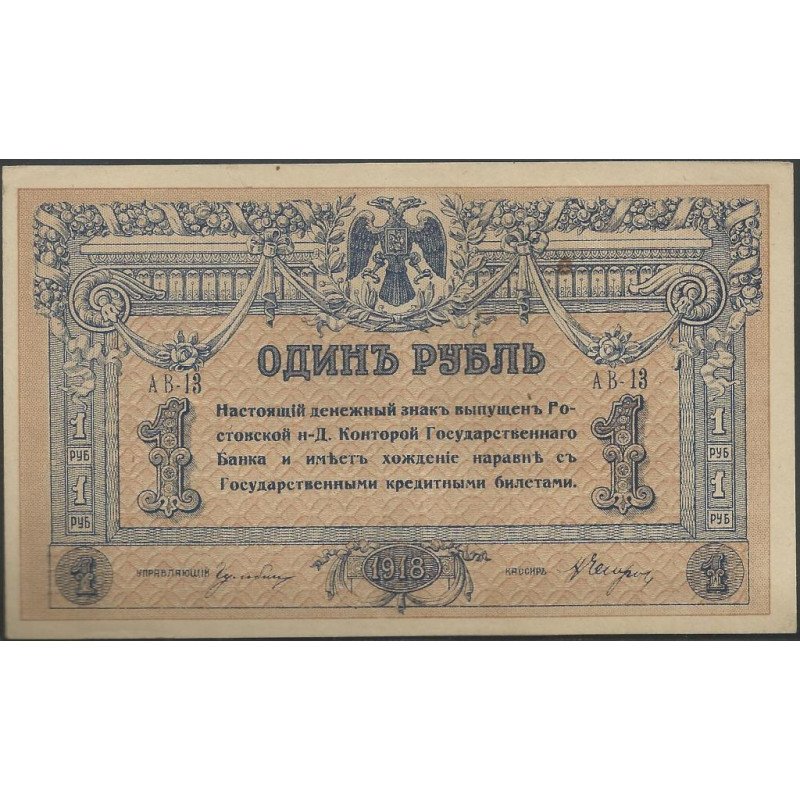 ОДИНЪ РУБЛЬ
АВ-13 АВ-13
Настоящій денежный знакъ выпущенъ Ро-
стовской н-Д. Конторой Государственнаго
Банка и имѣетъ хожденіе наравнѣ съ
Государственными кредитными билетами.
1 1
1 1
РУБ РУБ
1 1
РУБ РУБ
1 УПРАВЛЯЮЩІЙ 1918 КАССИРЪ 1